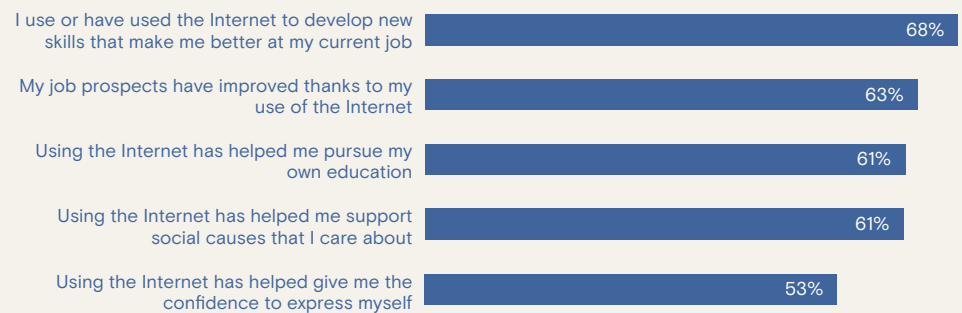 I use or have used the Internet to develop new
skills that make me better at my current job
68%
My job prospects have improved thanks to my
use of the Internet
63%
Using the Internet has helped me pursue my
own education
61%
Using the Internet has helped me support
social causes that I care about
61%
Using the Internet has helped give me the
confidence to express myself
53%